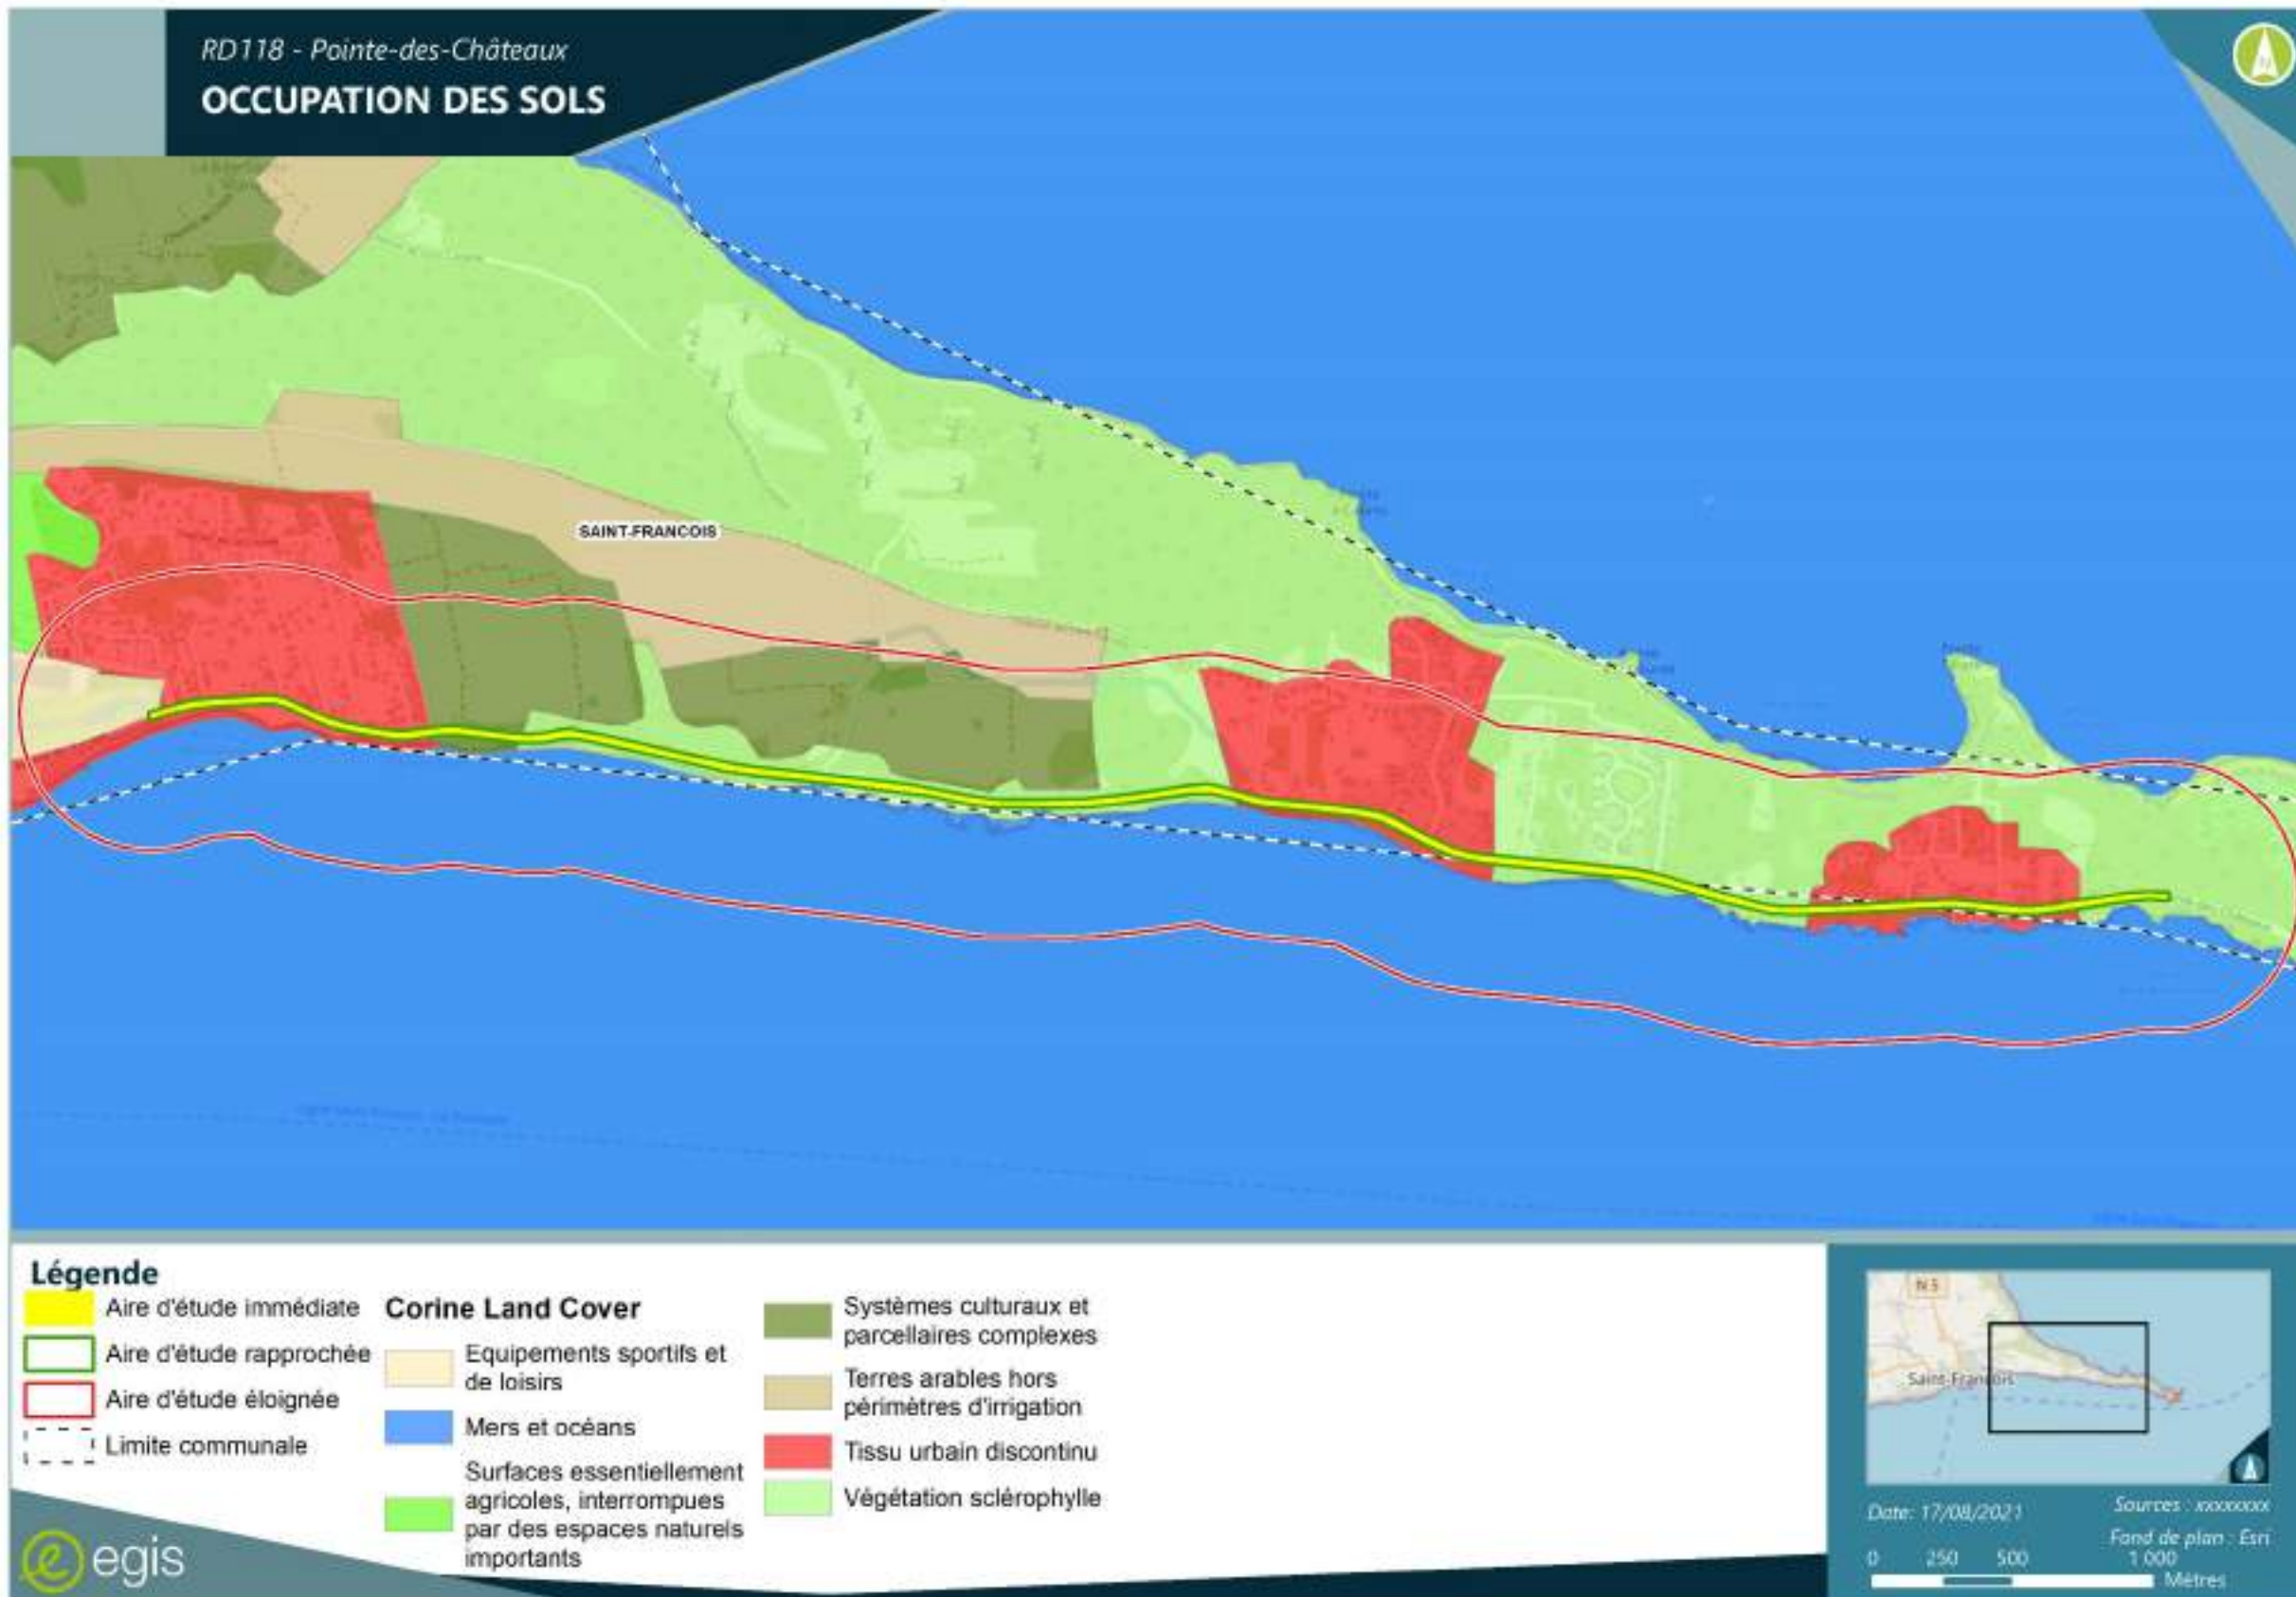 RD118 - Pointe-des-Châteaux
OCCUPATION DES SOLS
N
SAINT-FRANCOIS
Légende
Aire d'étude immédiate
Aire d'étude rapprochée
Aire d'étude éloignée
Limite communale
Corine Land Cover
Equipements sportifs et
de loisirs
Mers et océans
Surfaces essentiellement
agricoles, interrompues
par des espaces naturels
importants
Systèmes culturaux et
parcellaires complexes
Terres arables hors
périmètres d'irrigation
Tissu urbain discontinu
Végétation sclérophylle
egis
N 5
Saint-François
Date: 17/08/2021
Sources : xxxxxxxx
Fond de plan : Esri
0 250 500 1 000
Mètres